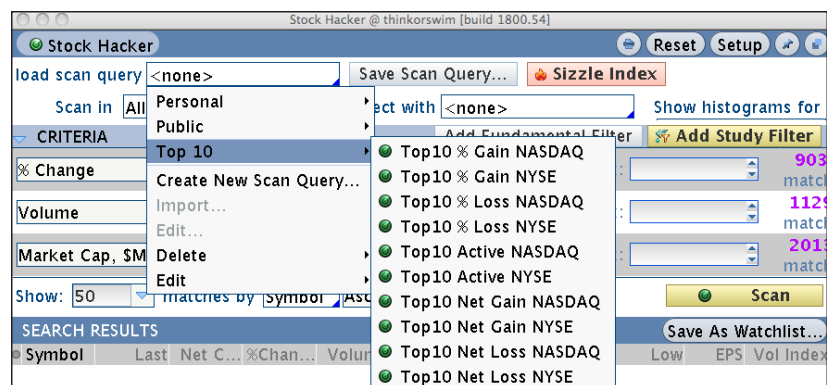 Stock Hacker @ thinkorswim [build 1800.54]
Stock Hacker Reset Setup
load scan query <none> Save Scan Query... Sizzle Index
Scan in All ect with <none> Show histograms for
Personal
Public
CRITERIA Add Fundamental Filter Add Study Filter
Top 10
Top10 % Gain NASDAQ
% Change 903
Create New Scan Query... Top10 % Gain NYSE
matc
Import... Top10 % Loss NASDAQ
Volume 1129
Edit... Top10 % Loss NYSE
matc
Market Cap, $M Delete Top10 Active NASDAQ 201
Edit Top10 Active NYSE
matc
Show: 50 matches by Symbol Asc Top10 Net Gain NASDAQ Scan
Top10 Net Gain NYSE
SEARCH RESULTS Save As Watchlist...
Symbol Last Net C... %Chan... Volu Top10 Net Loss NASDAQ Low EPS Vol Index
Top10 Net Loss NYSE